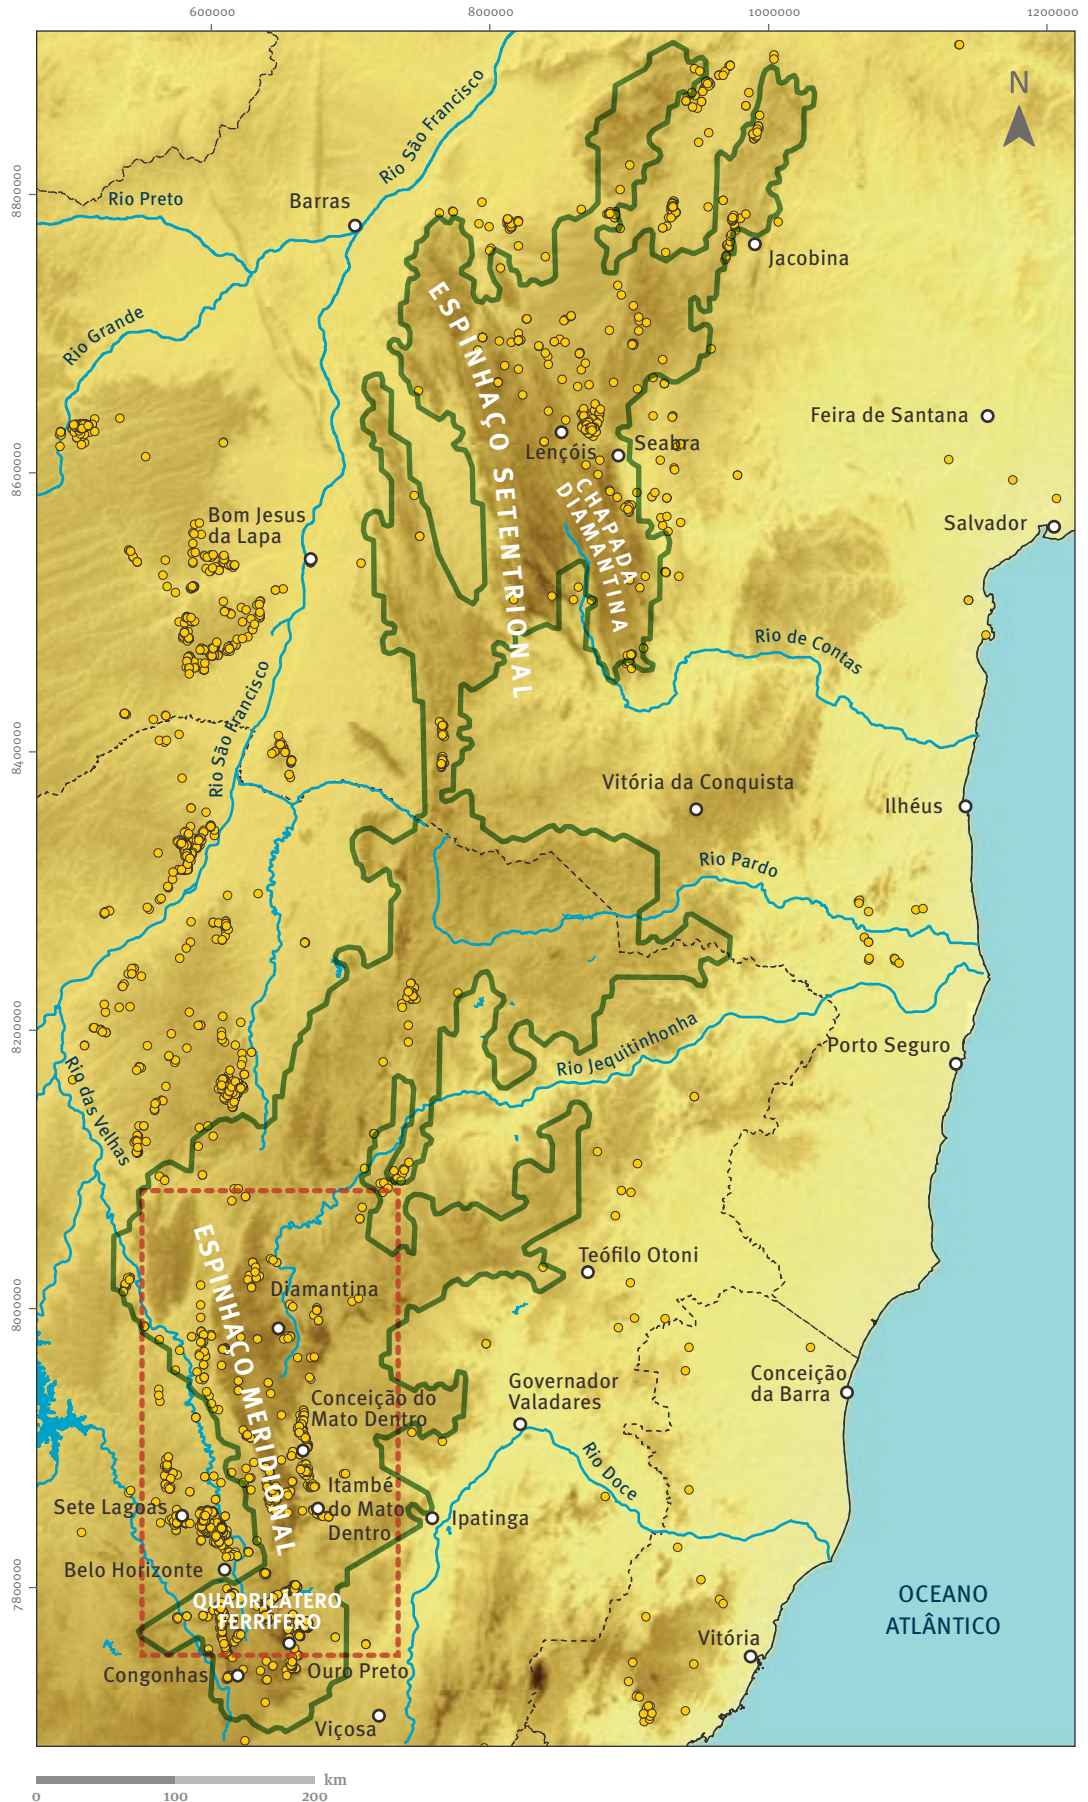 600000
800000
1000000
1200000
N
Rio São Francisco
8800000
Rio Preto
Barras
Jacobina
Rio Grande
ESPINHAÇO SETENTRIONAL
Feira de Santana
Seabra
Lençóis
8600000
CHAPADA
DIAMANTINA
Bom Jesus
da Lapa
Salvador
Rio de Contas
Rio São Francisco
8400000
Vitória da Conquista
Ilhéus
Rio Pardo
8200000
Rio Jequitinhonha
Porto Seguro
Rio das Velhas
ESPINHAÇO MERIDIONAL
Teófilo Otoni
Diamantina
8000000
Conceição
da Barra
Governador
Valadares
Conceição do
Mato Dentro
Rio Doce
Itambé
do Mato
Dentro
Sete Lagoas
Ipatinga
Belo Horizonte
7800000
QUADRILÁTERO
FERRÍFERO
OCEANO
ATLÂNTICO
Vitória
Congonhas
Ouro Preto
Viçosa
km
0
100
200